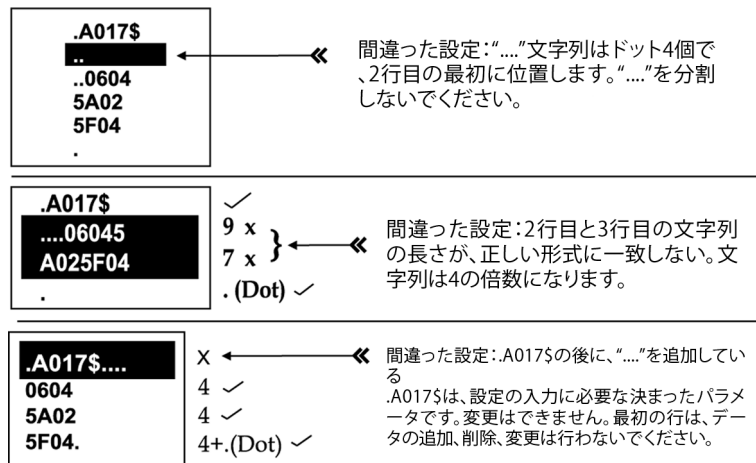 .A017$
..
..0604
5A02
5F04
.
間違った設定:“....”文字列はドット4個で
、2行目の最初に位置します。“....”を分割
しないでください。
.A017$
....06045
A025F04
.
✓
9 x
7 x
. (Dot) ✓
間違った設定:2行目と3行目の文字列
の長さが、正しい形式に一致しない。文
字列は4の倍数になります。
.A017$....
0604
5A02
5F04.
X
4 ✓
4 ✓
4+.(Dot) ✓
間違った設定:.A017$の後に、“....”を追加してい
る
.A017$は、設定の入力に必要な決まったパラメ
ータです。変更はできません。最初の行は、デー
タの追加、削除、変更は行わないでください。